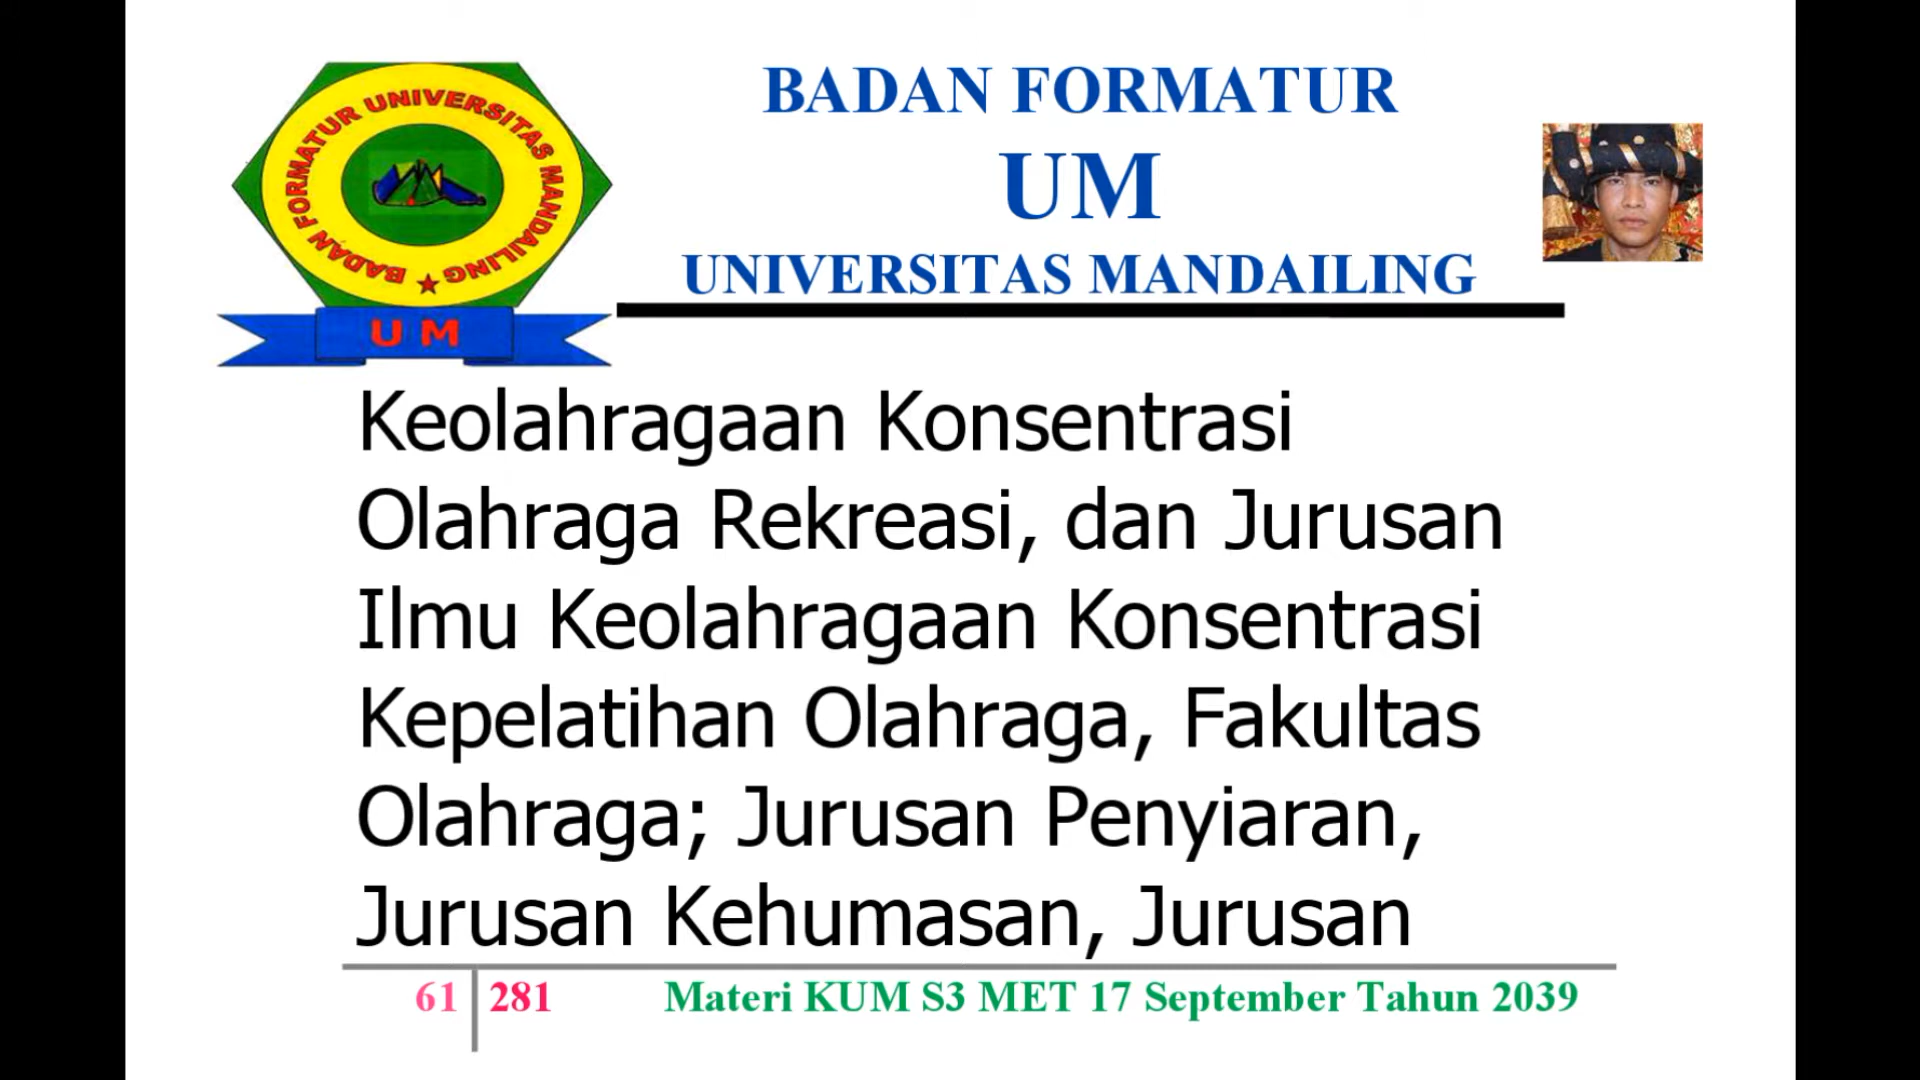 BADAN FORMATUR UNIVERSITAS MANDAILING
U M
BADAN FORMATUR
UM
UNIVERSITAS MANDAILING
Keolahragaan Konsentrasi
Olahraga Rekreasi, dan Jurusan
Ilmu Keolahragaan Konsentrasi
Kepelatihan Olahraga, Fakultas
Olahraga; Jurusan Penyiaran,
Jurusan Kehumasan, Jurusan
61 281 Materi KUM S3 MET 17 September Tahun 2039